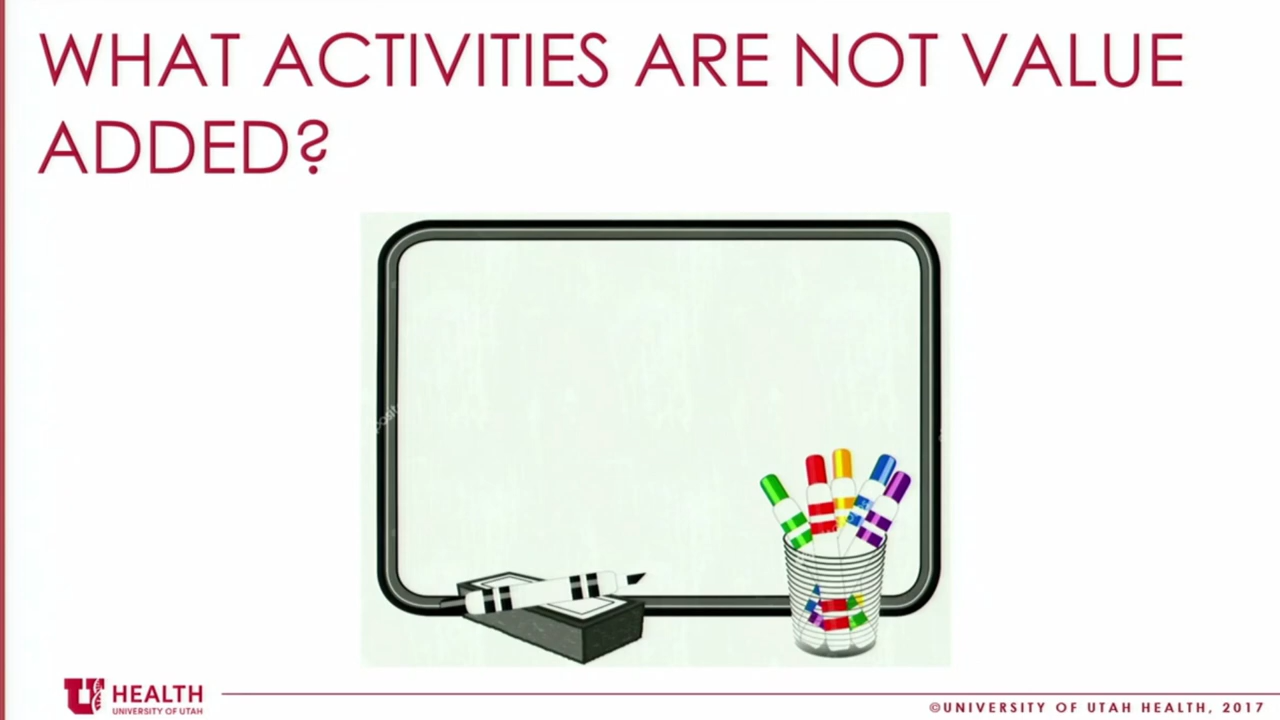 WHAT ACTIVITIES ARE NOT VALUE
ADDED?
U HEALTH
UNIVERSITY OF UTAH
©UNIVERSITY OF UTAH HEALTH, 2017